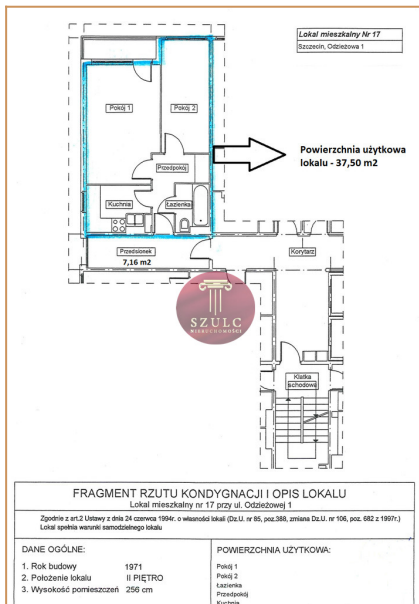 Lokal mieszkalny Nr 17
Szczecin, Odzieżowa 1
Pokój 1
Pokój 2
Przedpokój
Kuchnia
Łazienka
Powierzchnia użytkowa
lokalu - 37,50 m2
Przedsionek
7,16 m2
Korytarz
SZULC
NIERUCHOMOŚCI
Klatka
schodowa
FRAGMENT RZUTU KONDYGNACJI I OPIS LOKALU
Lokal mieszkalny nr 17 przy ul. Odzieżowej 1
Zgodnie z art.2 Ustawy z dnia 24 czerwca 1994r. o własności lokali (Dz.U. nr 85, poz.388, zmiana Dz.U. nr 106, poz. 682 z 1997r.)
Lokal spełnia warunki samodzielnego lokalu
DANE OGÓLNE:
1. Rok budowy 1971
2. Położenie lokalu II PIĘTRO
3. Wysokość pomieszczeń 256 cm
POWIERZCHNIA UŻYTKOWA:
Pokój 1
Pokój 2
Łazienka
Przedpokój
Kuchnia